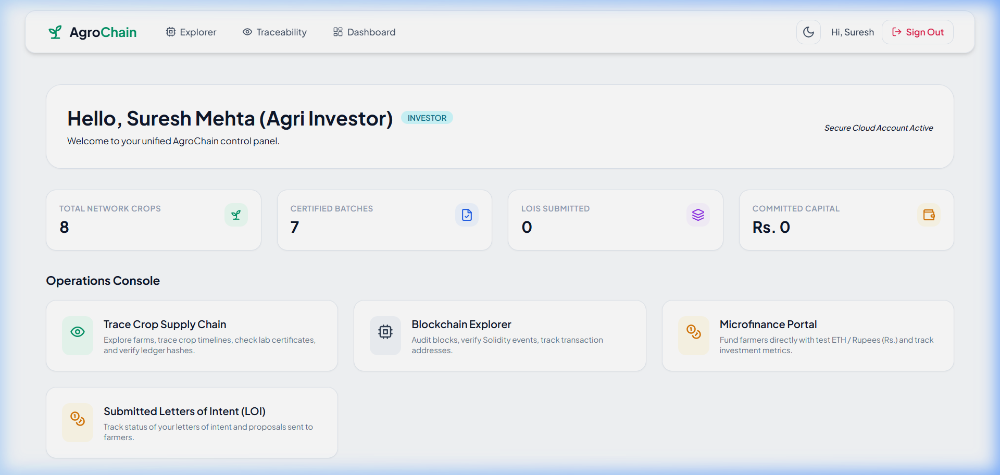 AgroChain
Explorer
Traceability
Dashboard
Hi, Suresh
Sign Out
Hello, Suresh Mehta (Agri Investor)
INVESTOR
Welcome to your unified AgroChain control panel.
Secure Cloud Account Active
TOTAL NETWORK CROPS
8
CERTIFIED BATCHES
7
LOIS SUBMITTED
0
COMMITTED CAPITAL
Rs. 0
Operations Console
Trace Crop Supply Chain
Explore farms, trace crop timelines, check lab certificates,
and verify ledger hashes.
Blockchain Explorer
Audit blocks, verify Solidity events, track transaction
addresses.
Microfinance Portal
Fund farmers directly with test ETH / Rupees (Rs.) and track
investment metrics.
Submitted Letters of Intent (LOI)
Track status of your letters of intent and proposals sent to
farmers.